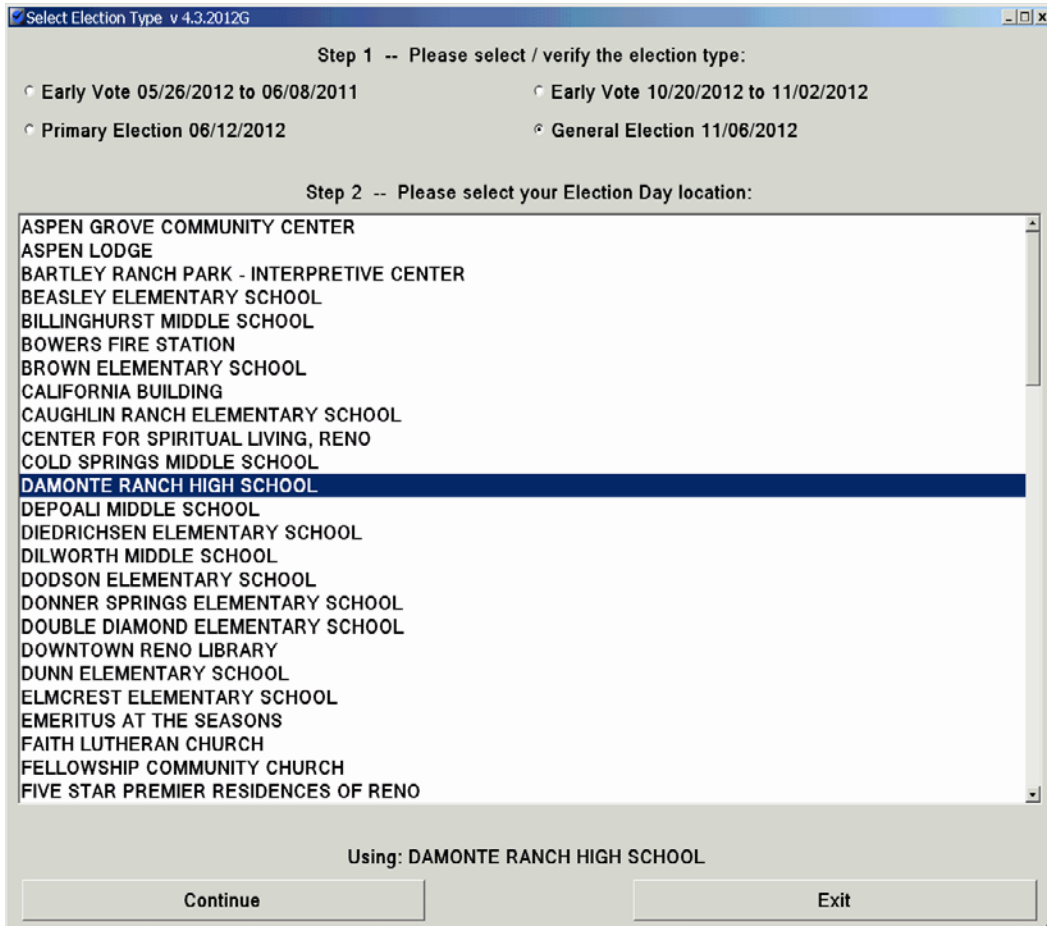 Select Election Type v 4.3.2012G
Step 1 -- Please select / verify the election type:
Early Vote 05/26/2012 to 06/08/2011
Early Vote 10/20/2012 to 11/02/2012
Primary Election 06/12/2012
General Election 11/06/2012
Step 2 -- Please select your Election Day location:
ASPEN GROVE COMMUNITY CENTER
ASPEN LODGE
BARTLEY RANCH PARK - INTERPRETIVE CENTER
BEASLEY ELEMENTARY SCHOOL
BILLINGHURST MIDDLE SCHOOL
BOWERS FIRE STATION
BROWN ELEMENTARY SCHOOL
CALIFORNIA BUILDING
CAUGHLIN RANCH ELEMENTARY SCHOOL
CENTER FOR SPIRITUAL LIVING, RENO
COLD SPRINGS MIDDLE SCHOOL
DAMONTE RANCH HIGH SCHOOL
DEPOALI MIDDLE SCHOOL
DIEDRICHSEN ELEMENTARY SCHOOL
DILWORTH MIDDLE SCHOOL
DODSON ELEMENTARY SCHOOL
DONNER SPRINGS ELEMENTARY SCHOOL
DOUBLE DIAMOND ELEMENTARY SCHOOL
DOWNTOWN RENO LIBRARY
DUNN ELEMENTARY SCHOOL
ELMCREST ELEMENTARY SCHOOL
EMERITUS AT THE SEASONS
FAITH LUTHERAN CHURCH
FELLOWSHIP COMMUNITY CHURCH
FIVE STAR PREMIER RESIDENCES OF RENO
Using: DAMONTE RANCH HIGH SCHOOL
Continue
Exit